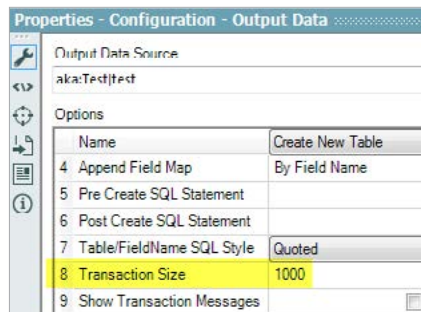 Properties - Configuration - Output Data
Output Data Source
aka:Test|test
Options
Name Create New Table
4 Append Field Map By Field Name
5 Pre Create SQL Statement
6 Post Create SQL Statement
7 Table/FieldName SQL Style Quoted
8 Transaction Size 1000
9 Show Transaction Messages